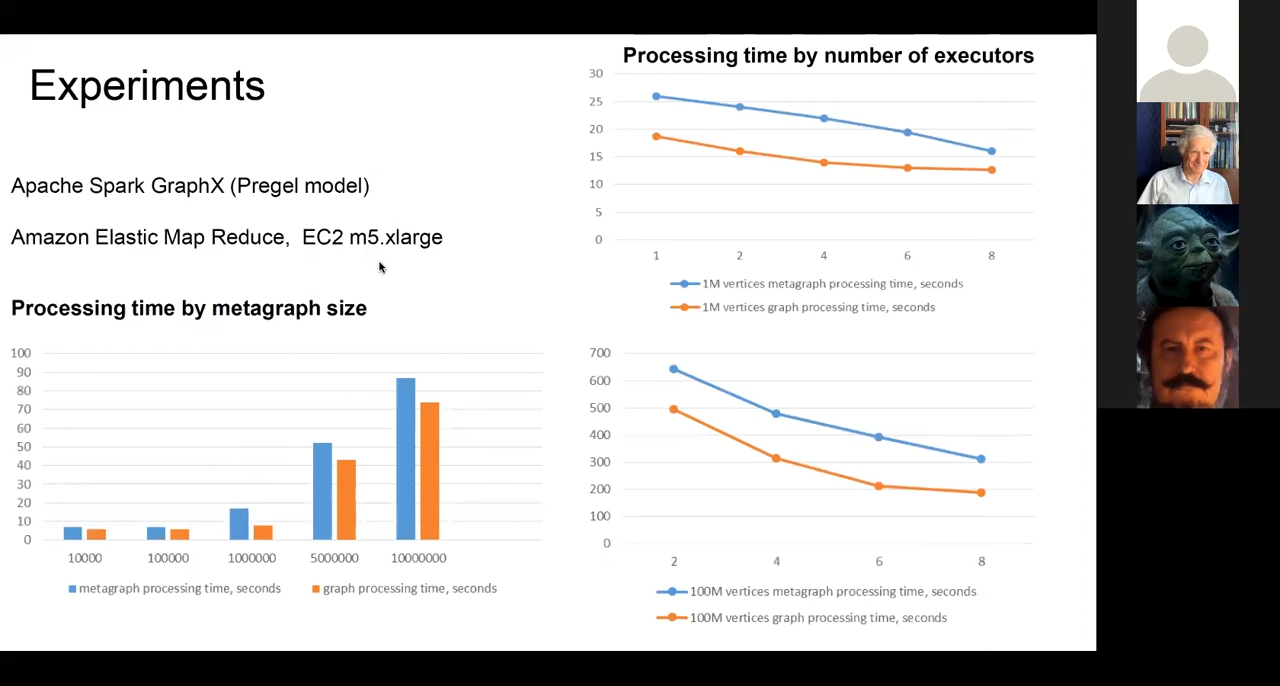 Experiments
Apache Spark GraphX (Pregel model)
Amazon Elastic Map Reduce,  EC2 m5.xlarge
Processing time by metagraph size
100
90
80
70
60
50
40
30
20
10
0
10000 100000 1000000 5000000 10000000
metagraph processing time, seconds graph processing time, seconds
Processing time by number of executors
30
25
20
15
10
5
0
1 2 4 6 8
1M vertices metagraph processing time, seconds
1M vertices graph processing time, seconds
700
600
500
400
300
200
100
0
2 4 6 8
100M vertices metagraph processing time, seconds
100M vertices graph processing time, seconds